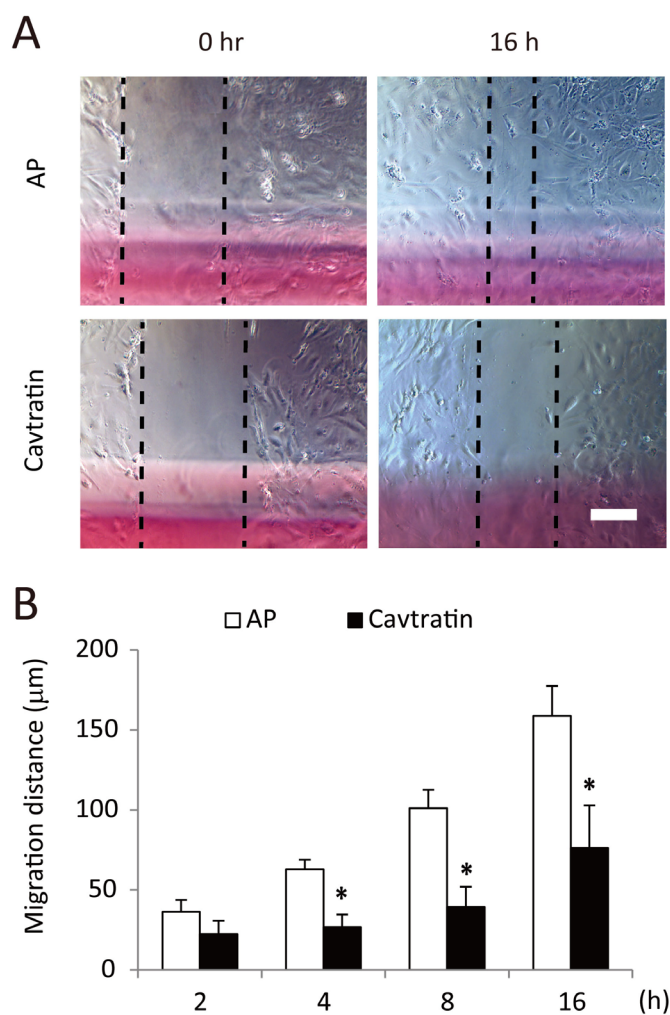 A
0 hr 16 h
AP
Cavtratin
B
AP Cavtratin
Migration distance (μm)
200
150
100
50
0
* * *
2 4 8 16 (h)